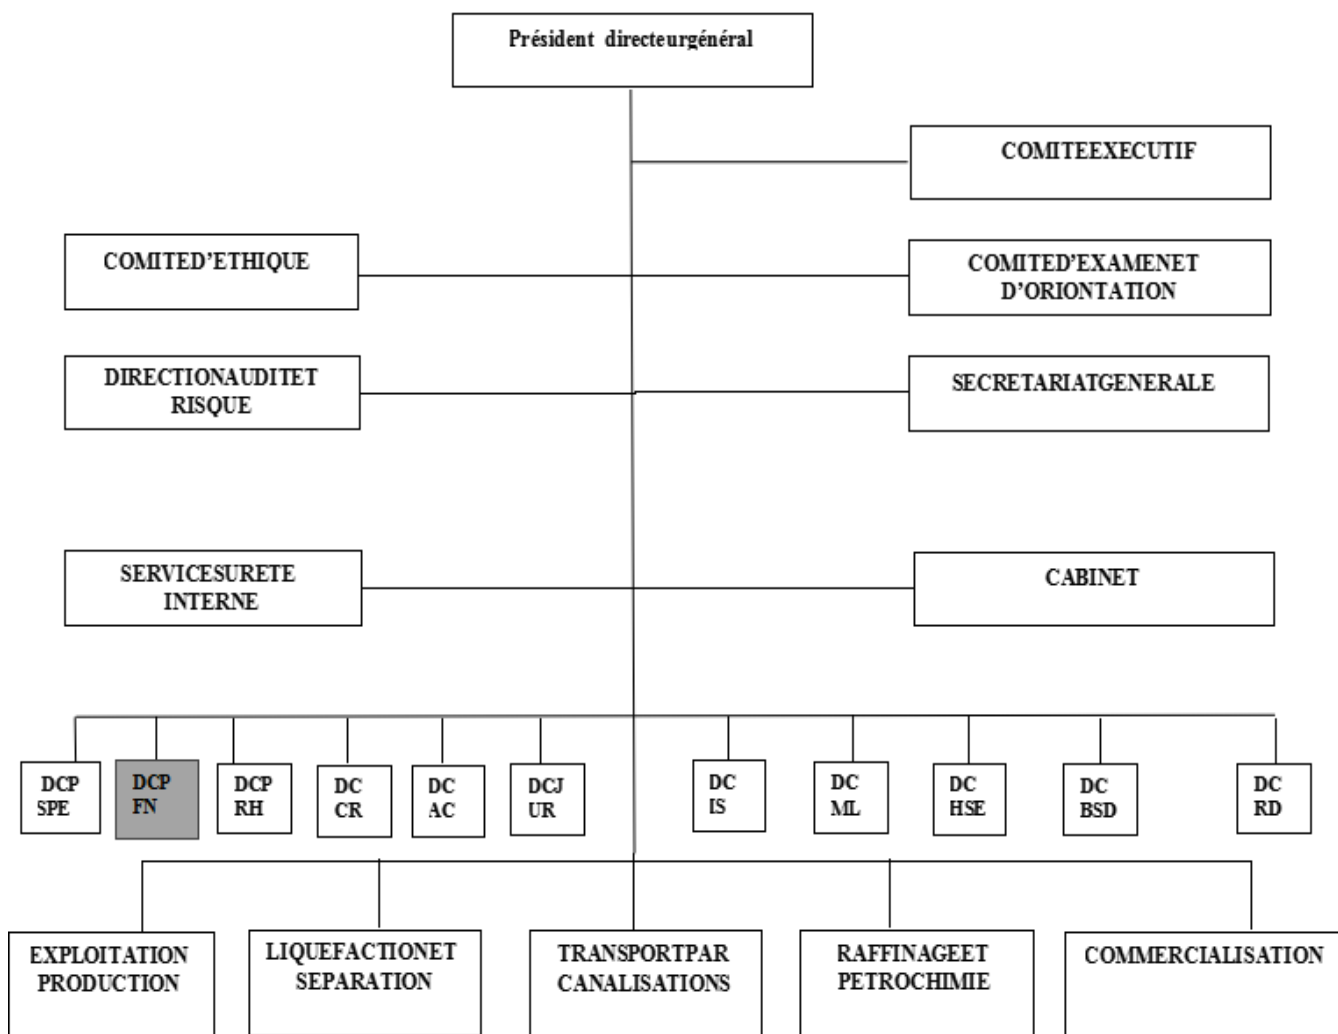 Président directeurgénéral
COMITEEXECUTIF
COMITED’ETHIQUE
COMITED’EXAMENET
D’ORIONTATION
DIRECTIONAUDITET
RISQUE
SECRETARIATGENERALE
SERVICESURETE
INTERNE
CABINET
DCP
SPE
DCP
FN
DCP
RH
DC
CR
DC
AC
DCJ
UR
DC
IS
DC
ML
DC
HSE
DC
BSD
DC
RD
EXPLOITATION
PRODUCTION
LIQUEFACTIONET
SEPARATION
TRANSPORTPAR
CANALISATIONS
RAFFINAGEET
PETROCHIMIE
COMMERCIALISATION